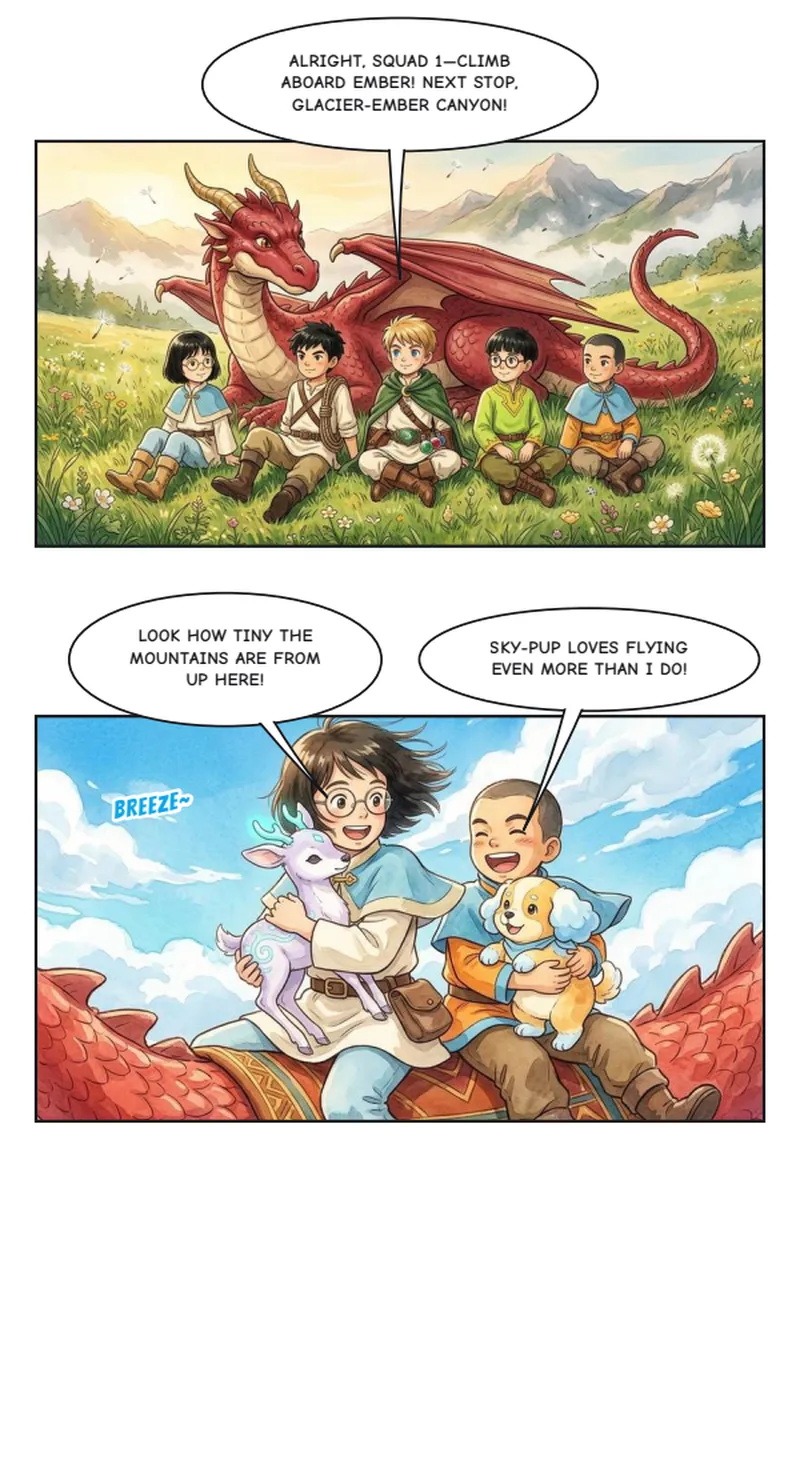 ALRIGHT, SQUAD 1—CLIMB
ABOARD EMBER! NEXT STOP,
GLACIER-EMBER CANYON!
LOOK HOW TINY THE
MOUNTAINS ARE FROM
UP HERE!
SKY-PUP LOVES FLYING
EVEN MORE THAN I DO!
BREEZE~